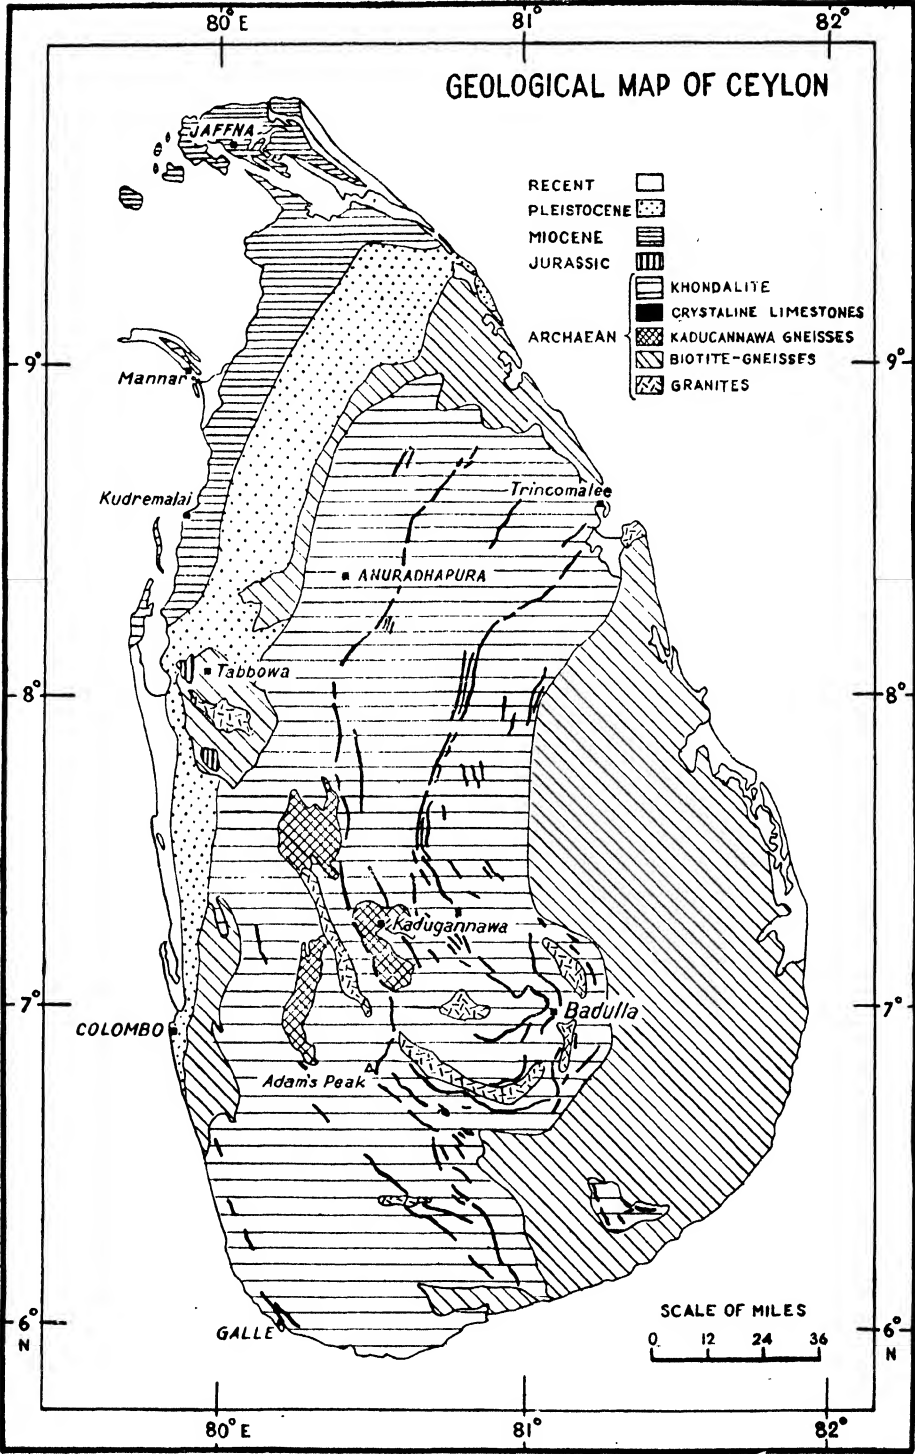 80° E 81° 82°
GEOLOGICAL MAP OF CEYLON
JAFFNA
RECENT
PLEISTOCENE
MIOCENE
JURASSIC
KHONDALITE
CRYSTALINE LIMESTONES
ARCHAEAN KADUCANNAWA GNEISSES
BIOTITE-GNEISSES
GRANITES
9° 9°
Mannar
Kudremalai
Trincomalee
ANURADHAPURA
Tabbowa
8° 8°
Kadugannawa
7° 7°
Badulla
COLOMBO
Adam's Peak
SCALE OF MILES
0 12 24 36
6° 6°
N N
GALLE
80° E 81° 82°